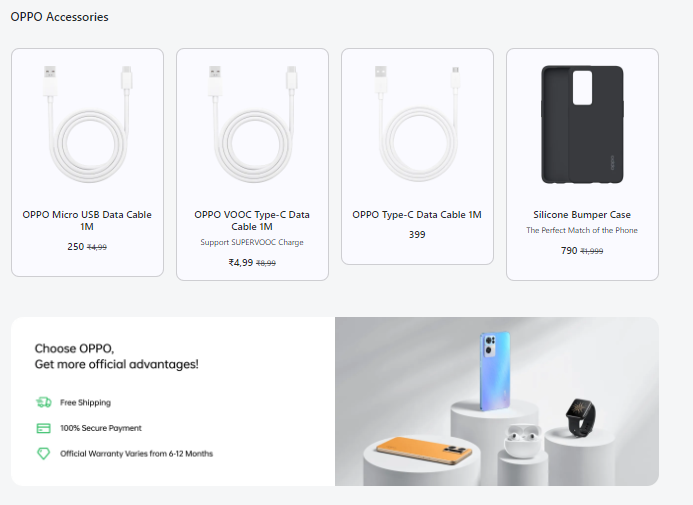 OPPO Accessories
OPPO Micro USB Data Cable
1M
250 ₹4,99
OPPO VOOC Type-C Data
Cable 1M
Support SUPERVOOC Charge
₹4,99 ₹8,99
OPPO Type-C Data Cable 1M
399
oppo
Silicone Bumper Case
The Perfect Match of the Phone
790 ₹1,999
Choose OPPO,
Get more official advantages!
Free Shipping
100% Secure Payment
Official Warranty Varies from 6-12 Months